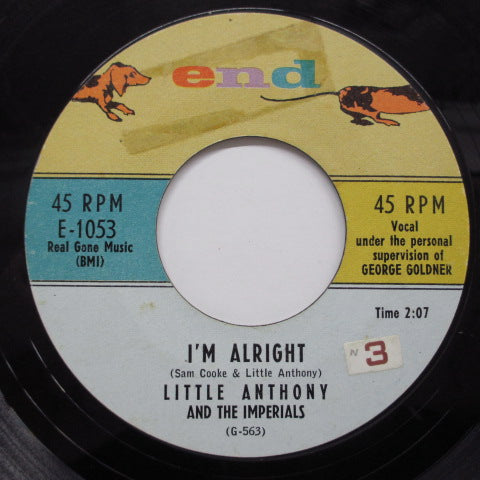 end
45 RPM
E-1053
Real Gone Music
(BMI)
45 RPM
Vocal
under the personal
supervision of
GEORGE GOLDNER
Time 2:07
I'M ALRIGHT
(Sam Cooke & Little Anthony)
LITTLE ANTHONY
AND THE IMPERIALS
(G-563)
N 3